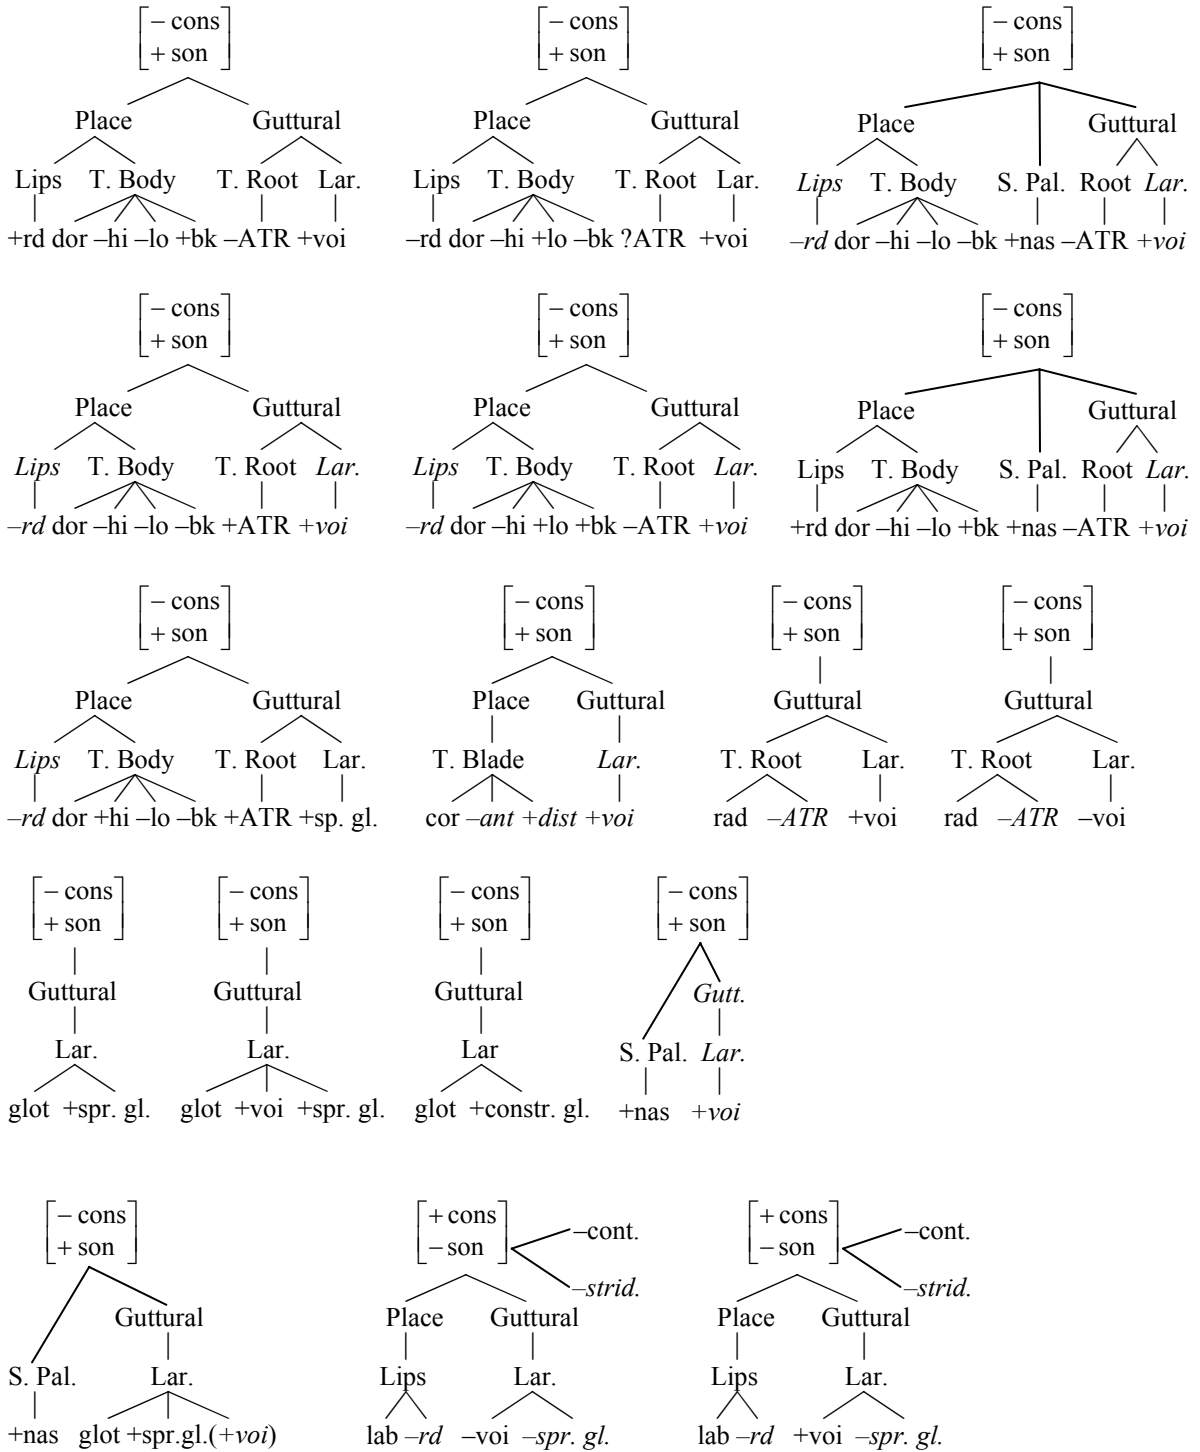 – cons – cons – cons
+ son + son + son
Place Guttural Place Guttural Place Guttural
Lips T. Body T. Root Lar. Lips T. Body T. Root Lar. Lips T. Body S. Pal. Root Lar.
+rd dor –hi –lo +bk –ATR +voi –rd dor –hi +lo –bk ?ATR +voi –rd dor –hi –lo –bk +nas –ATR +voi
– cons – cons – cons
+ son + son + son
Place Guttural Place Guttural Place Guttural
Lips T. Body T. Root Lar. Lips T. Body T. Root Lar. Lips T. Body S. Pal. Root Lar.
–rd dor –hi –lo –bk +ATR +voi –rd dor –hi +lo +bk –ATR +voi +rd dor –hi –lo +bk +nas –ATR +voi
– cons – cons – cons – cons
+ son + son + son + son
Place Guttural Place Guttural Guttural Guttural
Lips T. Body T. Root Lar. T. Blade Lar. T. Root Lar. T. Root Lar.
–rd dor +hi –lo –bk +ATR +sp. gl. cor –ant +dist +voi rad –ATR +voi rad –ATR –voi
– cons – cons – cons – cons
+ son + son + son + son
Guttural Guttural Guttural Gutt.
Lar. Lar. Lar S. Pal. Lar.
glot +spr. gl. glot +voi +spr. gl. glot +constr. gl. +nas +voi
– cons + cons –cont. + cons –cont.
+ son – son –strid. – son –strid.
Guttural Place Guttural Place Guttural
S. Pal. Lar. Lips Lar. Lips Lar.
+nas glot +spr.gl.(+voi) lab –rd –voi –spr. gl. lab –rd +voi –spr. gl.